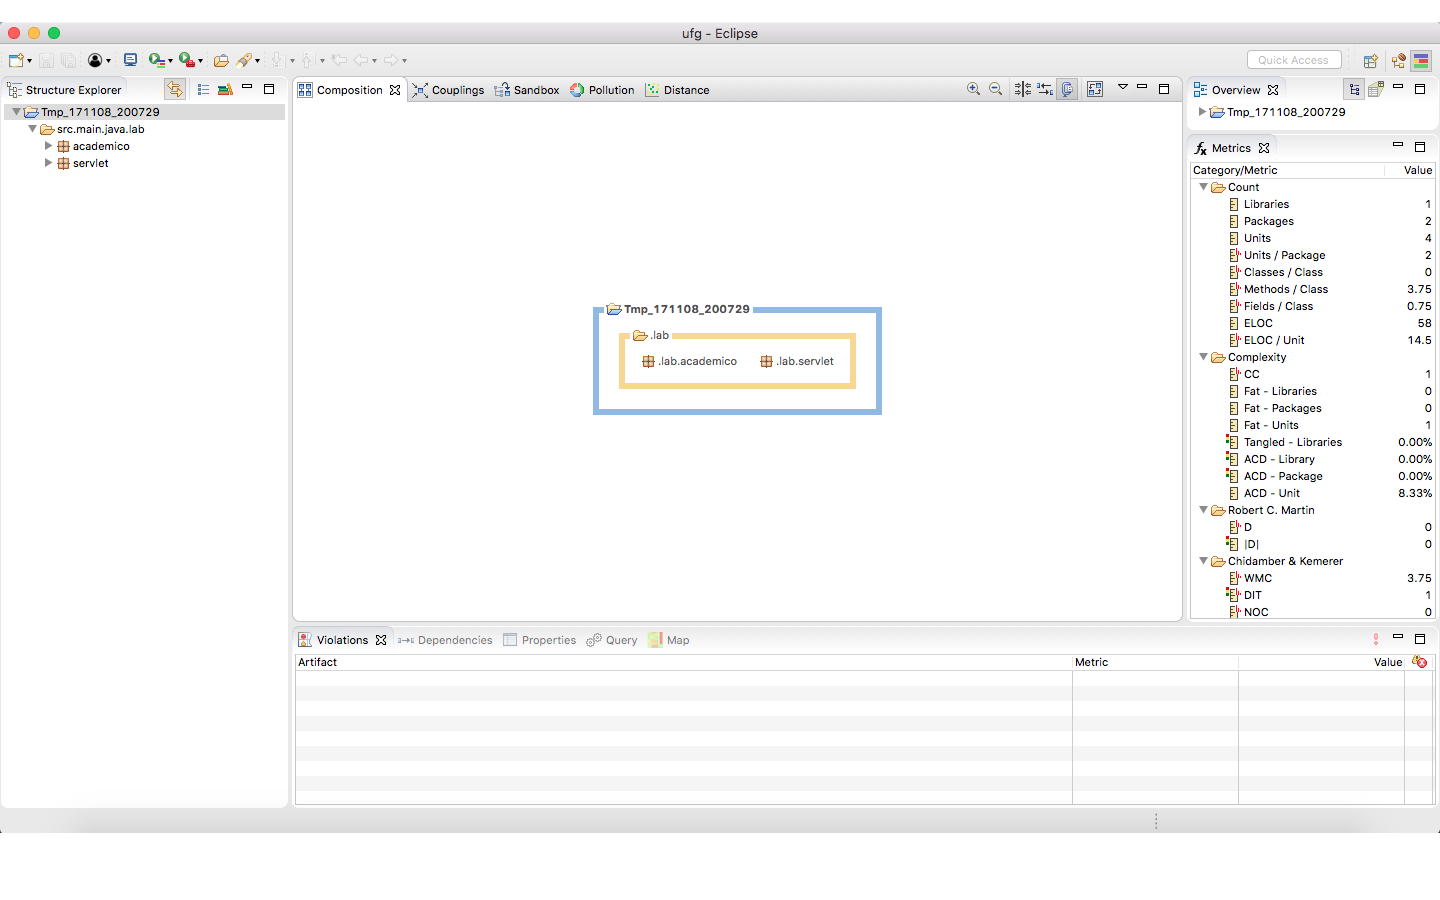 ufg - Eclipse
Quick Access
Structure Explorer
Tmp_171108_200729
src.main.java.lab
academico
servlet
Composition
Couplings
Sandbox
Pollution
Distance
Tmp_171108_200729
.lab
.lab.academico
.lab.servlet
Overview
Tmp_171108_200729
fx Metrics
Category/Metric Value
Count
Libraries 1
Packages 2
Units 4
Units / Package 2
Classes / Class 0
Methods / Class 3.75
Fields / Class 0.75
ELOC 58
ELOC / Unit 14.5
Complexity
CC 1
Fat - Libraries 0
Fat - Packages 0
Fat - Units 1
Tangled - Libraries 0.00%
ACD - Library 0.00%
ACD - Package 0.00%
ACD - Unit 8.33%
Robert C. Martin
D 0
|D| 0
Chidamber & Kemerer
WMC 3.75
DIT 1
NOC 0
Violations
Dependencies
Properties
Query
Map
Artifact Metric Value